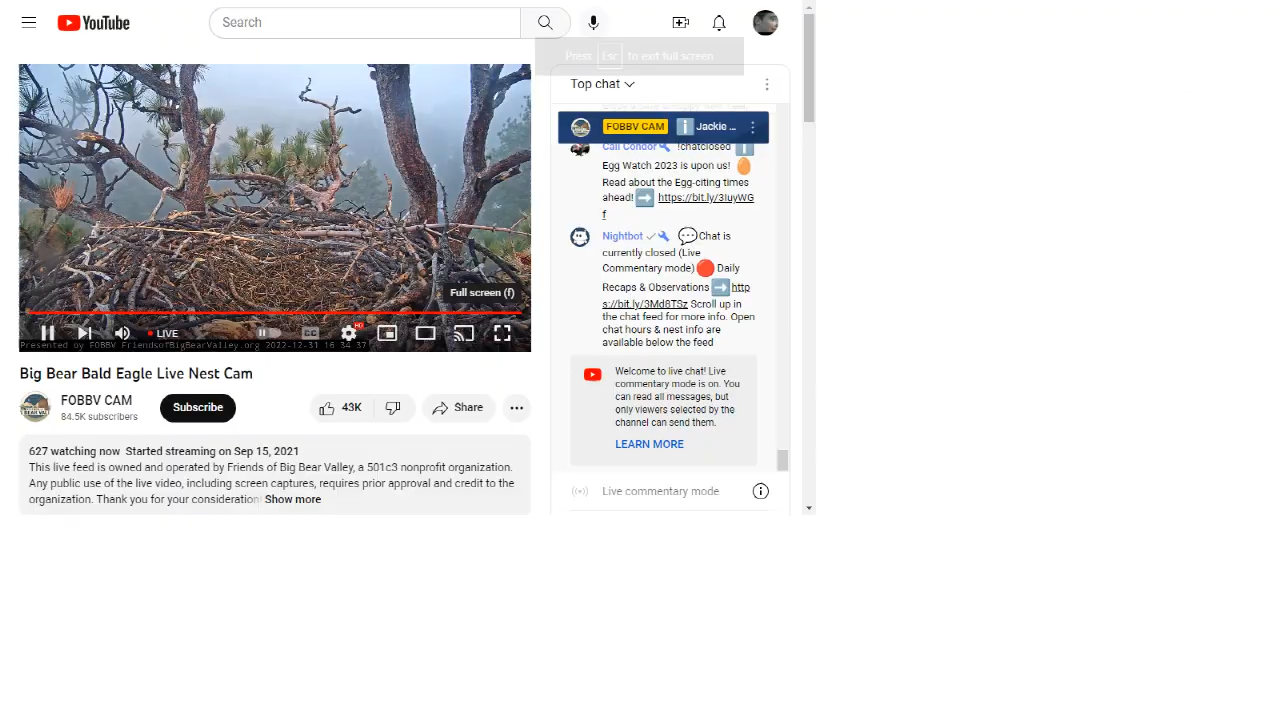 YouTube
Search
Press Esc to exit full screen
Full screen (f)
LIVE
CC
HD
Presented by FOBBV FriendsofBigBearValley.org 2022-12-31 16 34 37
Big Bear Bald Eagle Live Nest Cam
FOBBV CAM
84.5K subscribers
Subscribe
43K
Share
627 watching now Started streaming on Sep 15, 2021
This live feed is owned and operated by Friends of Big Bear Valley, a 501c3 nonprofit organization.
Any public use of the live video, including screen captures, requires prior approval and credit to the
organization. Thank you for your consideration! Show more
Top chat
FOBBV CAM ℹ️ Jackie ...
Cali Condor !chatclosed ℹ️
Egg Watch 2023 is upon us! 🥚
Read about the Egg-citing times
ahead! ➡️ https://bit.ly/3IuyWG
f
Nightbot 💬Chat is
currently closed (Live
Commentary mode) 🔴 Daily
Recaps & Observations ➡️ http
s://bit.ly/3Md8TSz Scroll up in
the chat feed for more info. Open
chat hours & nest info are
available below the feed
Welcome to live chat! Live
commentary mode is on. You
can read all messages, but
only viewers selected by the
channel can send them.
LEARN MORE
Live commentary mode